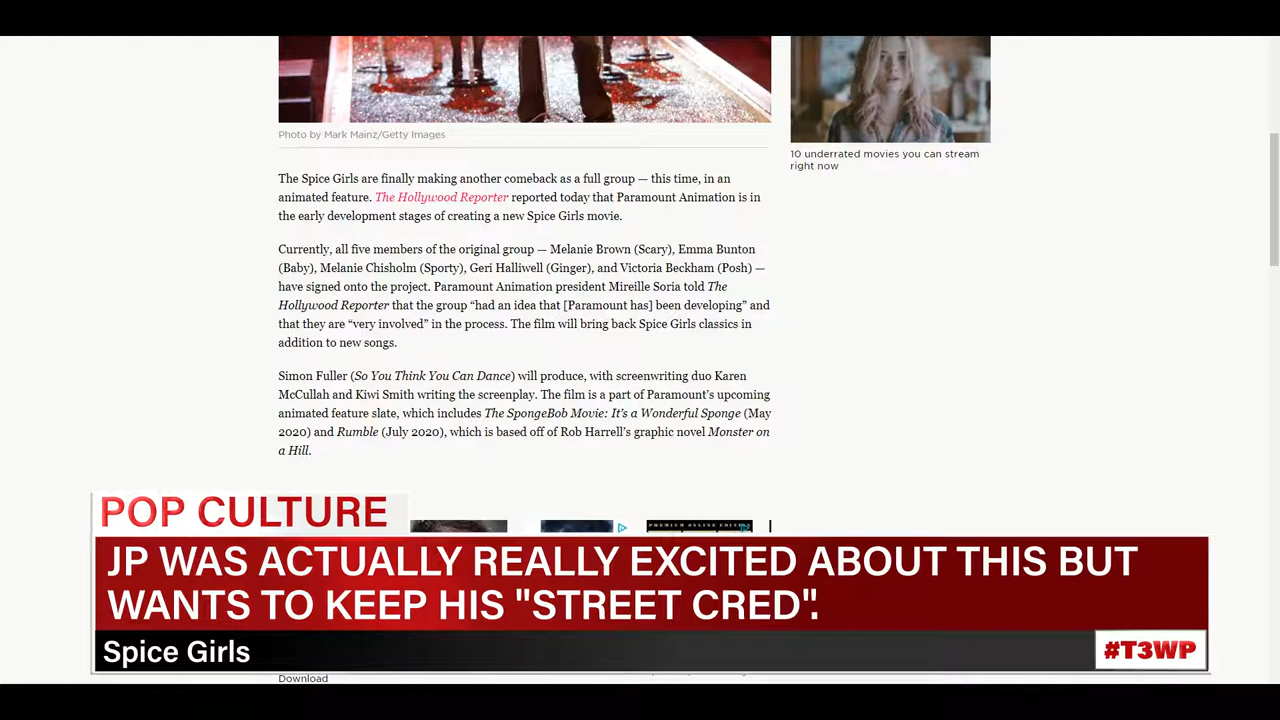 Photo by Mark Mainz/Getty Images
10 underrated movies you can stream
right now
The Spice Girls are finally making another comeback as a full group — this time, in an
animated feature. The Hollywood Reporter reported today that Paramount Animation is in
the early development stages of creating a new Spice Girls movie.
Currently, all five members of the original group — Melanie Brown (Scary), Emma Bunton
(Baby), Melanie Chisholm (Sporty), Geri Halliwell (Ginger), and Victoria Beckham (Posh) —
have signed onto the project. Paramount Animation president Mireille Soria told The
Hollywood Reporter that the group “had an idea that [Paramount has] been developing” and
that they are “very involved” in the process. The film will bring back Spice Girls classics in
addition to new songs.
Simon Fuller (So You Think You Can Dance) will produce, with screenwriting duo Karen
McCullah and Kiwi Smith writing the screenplay. The film is a part of Paramount’s upcoming
animated feature slate, which includes The SpongeBob Movie: It’s a Wonderful Sponge (May
2020) and Rumble (July 2020), which is based off of Rob Harrell’s graphic novel Monster on
a Hill.
POP CULTURE
PREMIUM ONLINE
JP WAS ACTUALLY REALLY EXCITED ABOUT THIS BUT
WANTS TO KEEP HIS "STREET CRED".
Spice Girls
#T3WP
Download